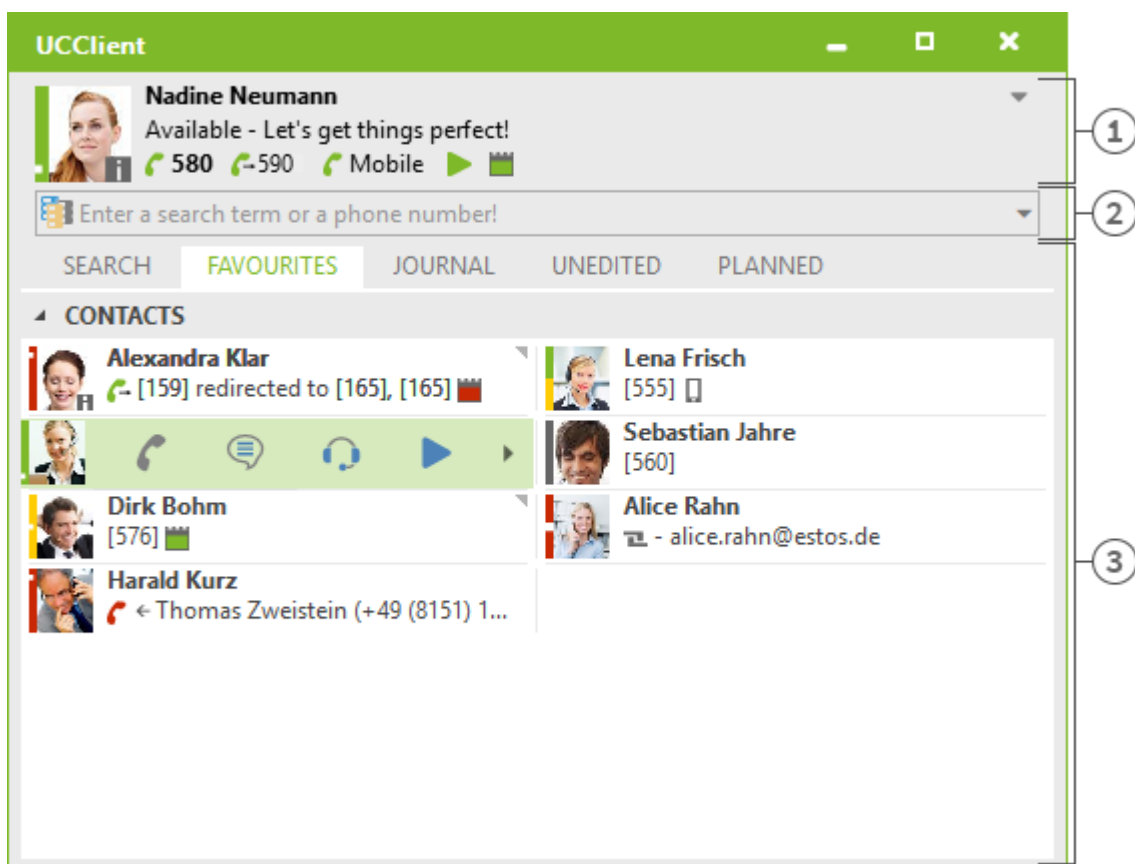 UCClient
Nadine Neumann
Available - Let's get things perfect!
580 590 Mobile
1
Enter a search term or a phone number!
2
SEARCH FAVOURITES JOURNAL UNEDITED PLANNED
CONTACTS
Alexandra Klar
[159] redirected to [165], [165]
Lena Frisch
[555]
Sebastian Jahre
[560]
Dirk Bohm
[576]
Alice Rahn
- alice.rahn@estos.de
3
Harald Kurz
← Thomas Zweistein (+49 (8151) 1...